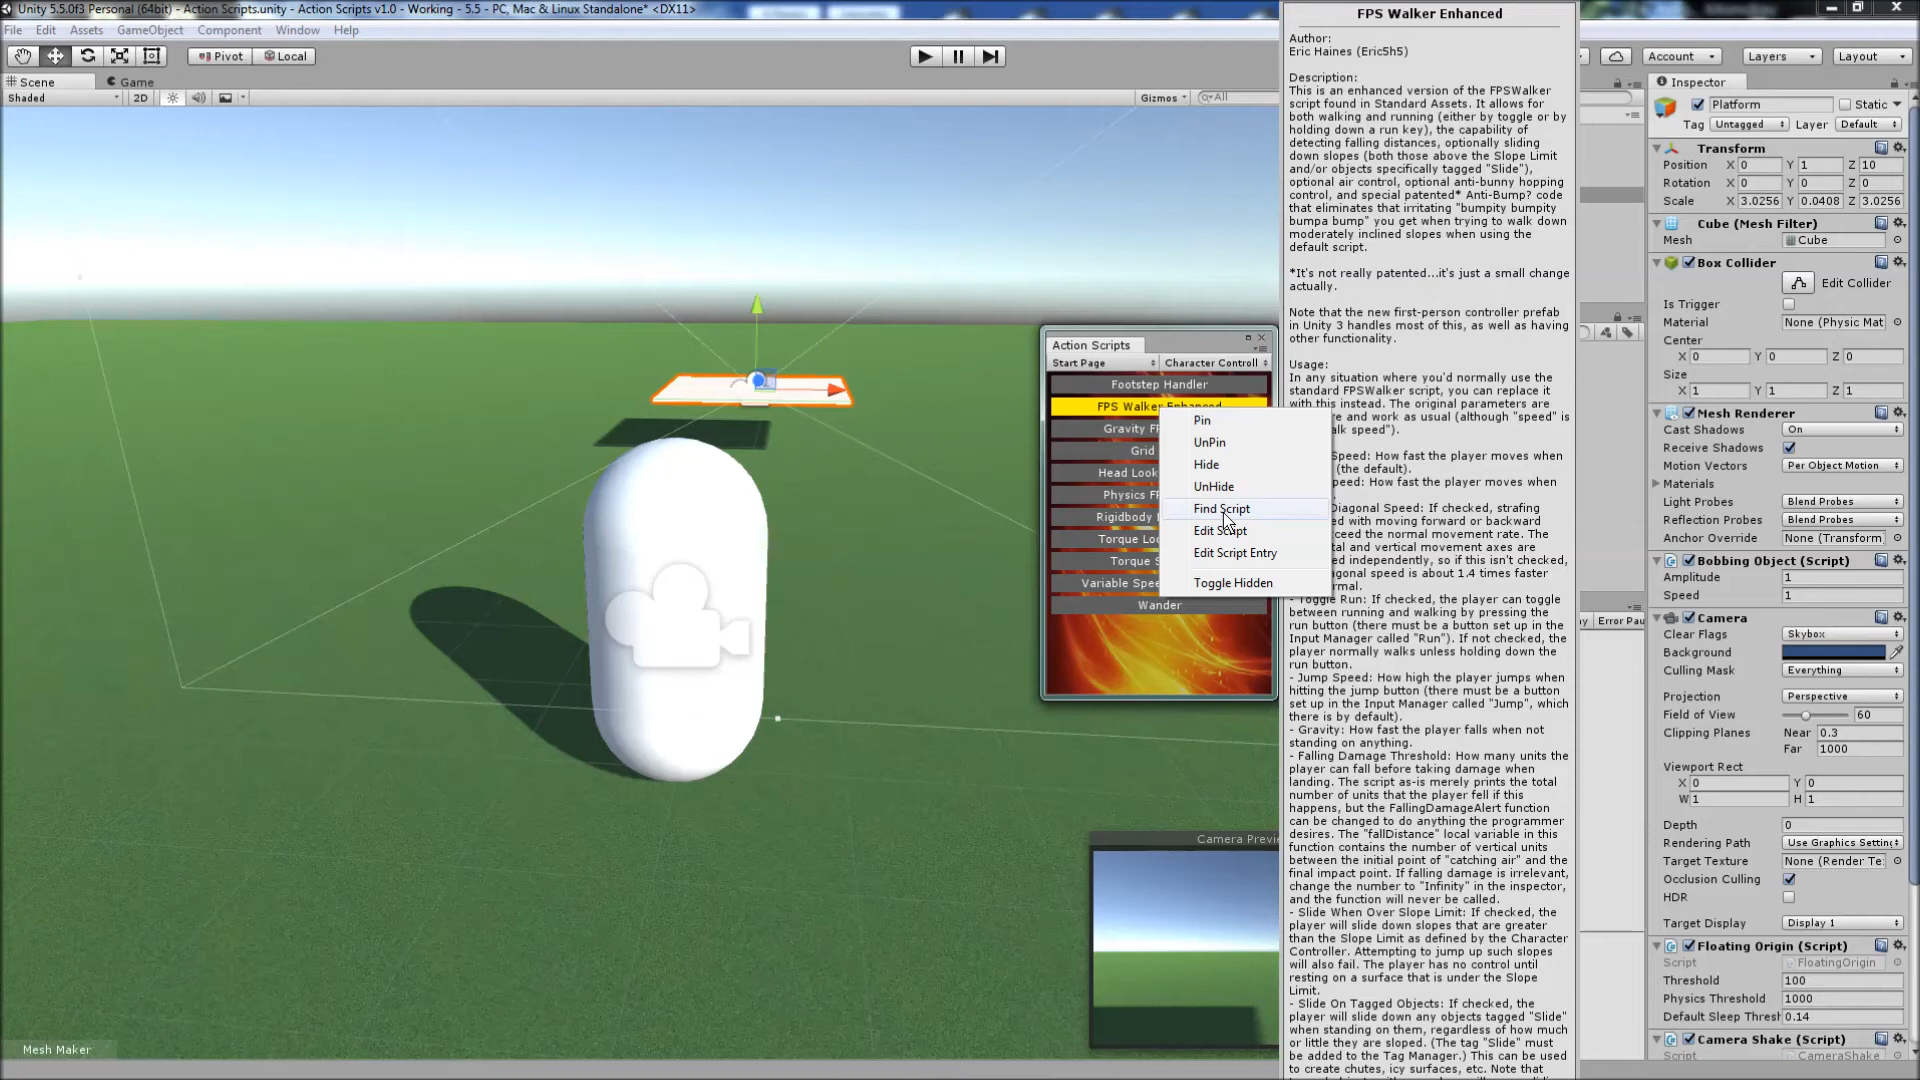 Unity 5.5.0f3 Personal (64bit) - Action Scripts.unity - Action Scripts v1.0 - Working - 5.5 - PC, Mac & Linux Standalone* <DX11>
File Edit Assets GameObject Component Window Help
Pivot Local
Account Layers Layout
Scene Game
Shaded 2D Gizmos All
Mesh Maker
Action Scripts
Start Page Character Controll
Footstep Handler
FPS Walker Enhanced
Gravity FP
Grid
Head Look
Physics FP
Rigidbody
Torque Loo
Torque S
Variable Spee
Wander
Pin
UnPin
Hide
UnHide
Find Script
Edit Script
Edit Script Entry
Toggle Hidden
Camera Previe
FPS Walker Enhanced
Author:
Eric Haines (Eric5h5)
Description:
This is an enhanced version of the FPSWalker
script found in Standard Assets. It allows for
both walking and running (either by toggle or by
holding down a run key), the capability of
detecting falling distances, optionally sliding
down slopes (both those above the Slope Limit
and/or objects specifically tagged "Slide"),
optional air control, optional anti-bunny hopping
control, and special patented* Anti-Bump? code
that eliminates that irritating "bumpity bumpity
bumpa bump" you get when trying to walk down
moderately inclined slopes when using the
default script.
*It's not really patented...it's just a small change
actually.
Note that the new first-person controller prefab
in Unity 3 handles most of this, as well as having
other functionality.
Usage:
In any situation where you'd normally use the
standard FPSWalker script, you can replace it
with this instead. The original parameters are
re and work as usual (although "speed" is
alk speed").
Speed: How fast the player moves when
(the default).
peed: How fast the player moves when
Diagonal Speed: If checked, strafing
ed with moving forward or backward
ceed the normal movement rate. The
tal and vertical movement axes are
ed independently, so if this isn't checked,
agonal speed is about 1.4 times faster
rmal.
- Toggle Run: If checked, the player can toggle
between running and walking by pressing the
run button (there must be a button set up in the
Input Manager called "Run"). If not checked, the
player normally walks unless holding down the
run button.
- Jump Speed: How high the player jumps when
hitting the jump button (there must be a button
set up in the Input Manager called "Jump", which
there is by default).
- Gravity: How fast the player falls when not
standing on anything.
- Falling Damage Threshold: How many units the
player can fall before taking damage when
landing. The script as-is merely prints the total
number of units that the player fell if this
happens, but the FallingDamageAlert function
can be changed to do anything the programmer
desires. The "fallDistance" local variable in this
function contains the number of vertical units
between the initial point of "catching air" and the
final impact point. If falling damage is irrelevant,
change the number to "Infinity" in the inspector,
and the function will never be called.
- Slide When Over Slope Limit: If checked, the
player will slide down slopes that are greater
than the Slope Limit as defined by the Character
Controller. Attempting to jump up such slopes
will also fail. The player has no control until
resting on a surface that is under the Slope
Limit.
- Slide On Tagged Objects: If checked, the
player will slide down any objects tagged "Slide"
when standing on them, regardless of how much
or little they are sloped. (The tag "Slide" must
be added to the Tag Manager.) This can be used
to create chutes, icy surfaces, etc. Note that
Error Pau
Inspector
Platform Static
Tag Untagged Layer Default
Transform
Position X 0 Y 1 Z 10
Rotation X 0 Y 0 Z 0
Scale X 3.0256 Y 0.0408 Z 3.0256
Cube (Mesh Filter)
Mesh Cube
Box Collider
Edit Collider
Is Trigger
Material None (Physic Mat
Center
X 0 Y 0 Z 0
Size
X 1 Y 1 Z 1
Mesh Renderer
Cast Shadows On
Receive Shadows
Motion Vectors Per Object Motion
Materials
Light Probes Blend Probes
Reflection Probes Blend Probes
Anchor Override None (Transform
Bobbing Object (Script)
Amplitude 1
Speed 1
Camera
Clear Flags Skybox
Background
Culling Mask Everything
Projection Perspective
Field of View 60
Clipping Planes Near 0.3
Far 1000
Viewport Rect
X 0 Y 0
W 1 H 1
Depth 0
Rendering Path Use Graphics Setting
Target Texture None (Render Te:
Occlusion Culling
HDR
Target Display Display 1
Floating Origin (Script)
Script FloatingOrigin
Threshold 100
Physics Threshold 1000
Default Sleep Thresh 0.14
Camera Shake (Script)
Script CameraShake